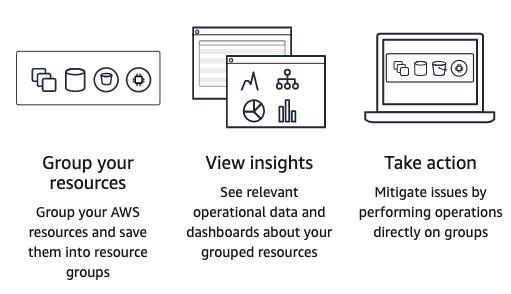 Group your
resources
Group your AWS
resources and save
them into resource
groups
View insights
See relevant
operational data and
dashboards about your
grouped resources
Take action
Mitigate issues by
performing operations
directly on groups